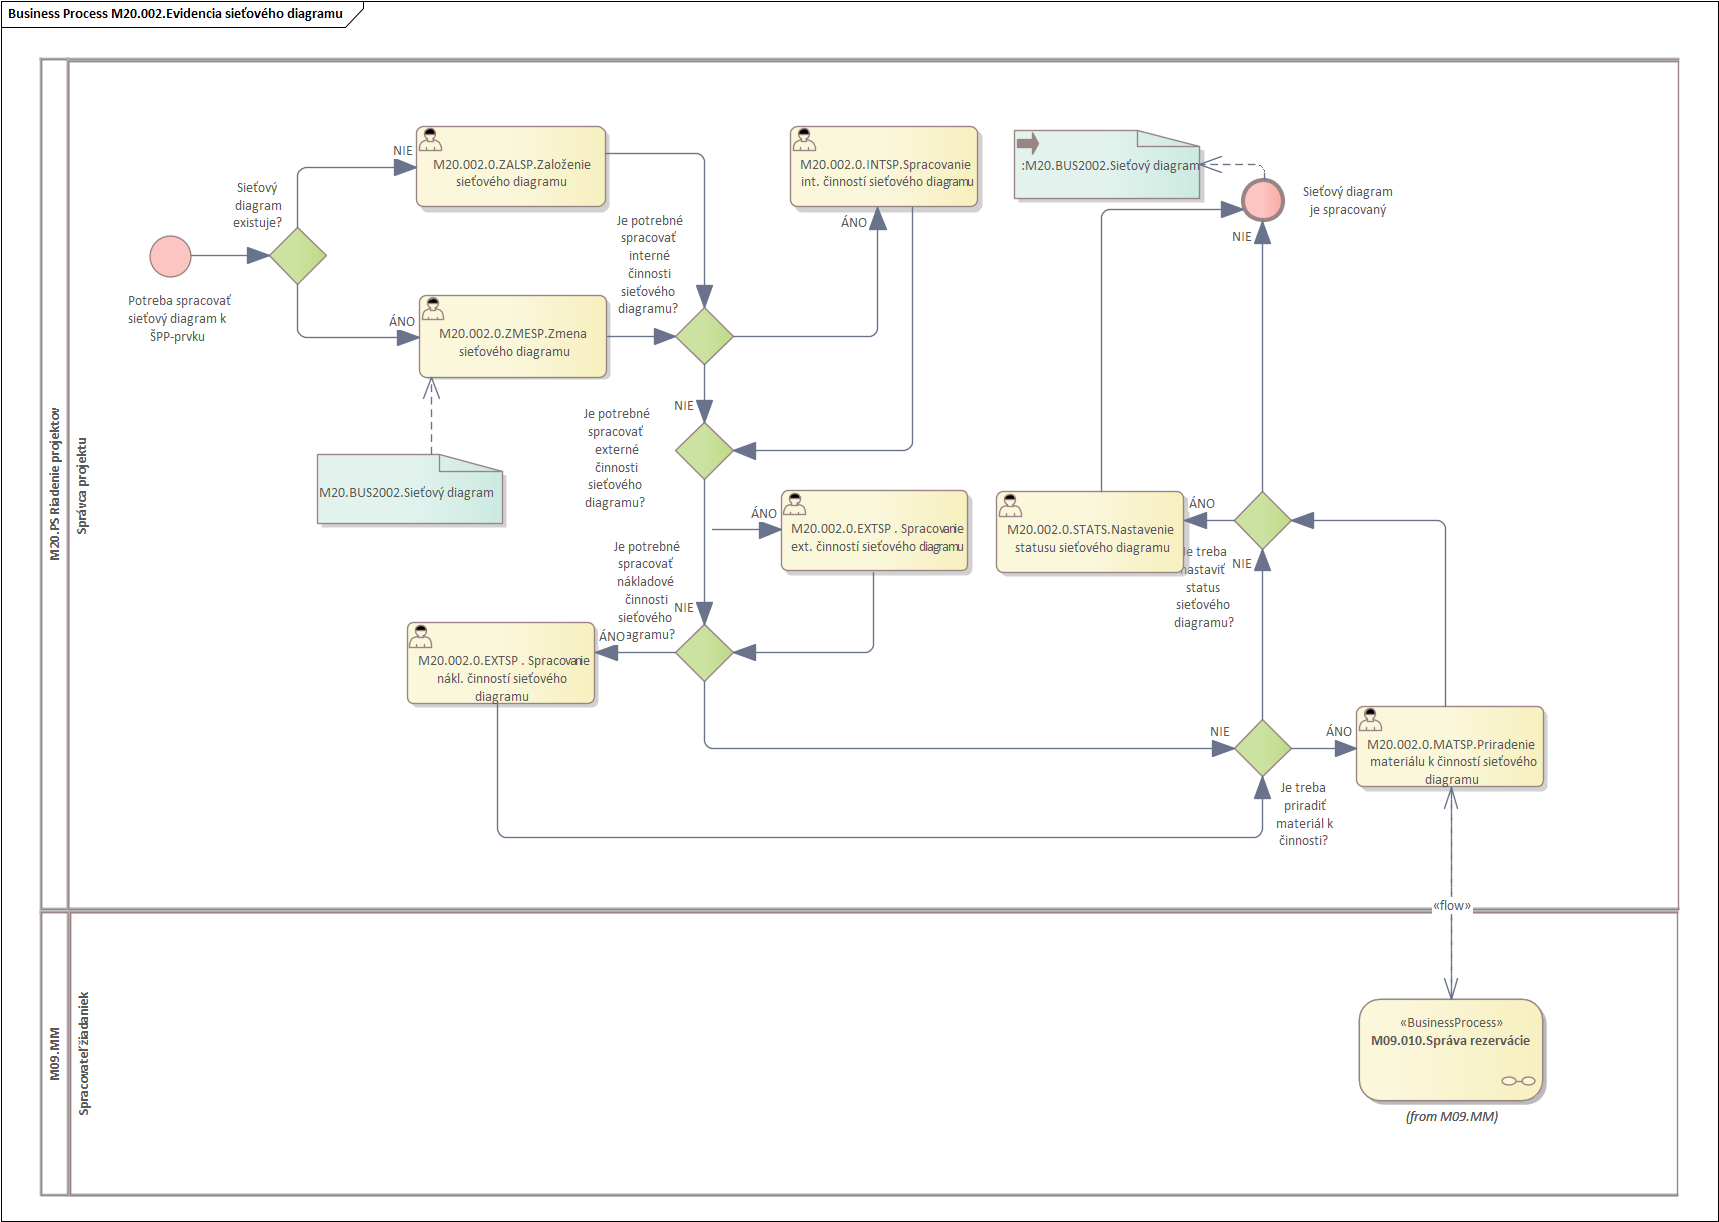 Business Process M20.002.Evidencia sieťového diagramu
M20.PS Riadenie projektov
Správca projektu
Potreba spracovať
sieťový diagram k
ŠPP-prvku
Sieťový
diagram
existuje?
NIE
M20.002.0.ZALSP.Založenie
sieťového diagramu
ÁNO
M20.002.0.ZMESP.Zmena
sieťového diagramu
M20.BUS2002.Sieťový diagram
Je potrebné
spracovať
interné
činnosti
sieťového
diagramu?
ÁNO
M20.002.0.INTSP.Spracovanie
int. činností sieťového diagramu
NIE
Je potrebné
spracovať
externé
činnosti
sieťového
diagramu?
ÁNO
M20.002.0.EXTSP . Spracovanie
ext. činností sieťového diagramu
NIE
Je potrebné
spracovať
nákladové
činnosti
sieťového
agramu?
ÁNO
M20.002.0.EXTSP . Spracovanie
nákl. činností sieťového
diagramu
NIE
Je treba
priradiť
materiál k
činnosti?
ÁNO
M20.002.0.MATSP.Priradenie
materiálu k činností sieťového
diagramu
NIE
Je treba
nastaviť
status
sieťového
diagramu?
ÁNO
M20.002.0.STATS.Nastavenie
statusu sieťového diagramu
NIE
Sieťový diagram
je spracovaný
:M20.BUS2002.Sieťový diagram
«flow»
M09.MM
Spracovateľ žiadaniek
«BusinessProcess»
M09.010.Správa rezervácie
(from M09.MM)